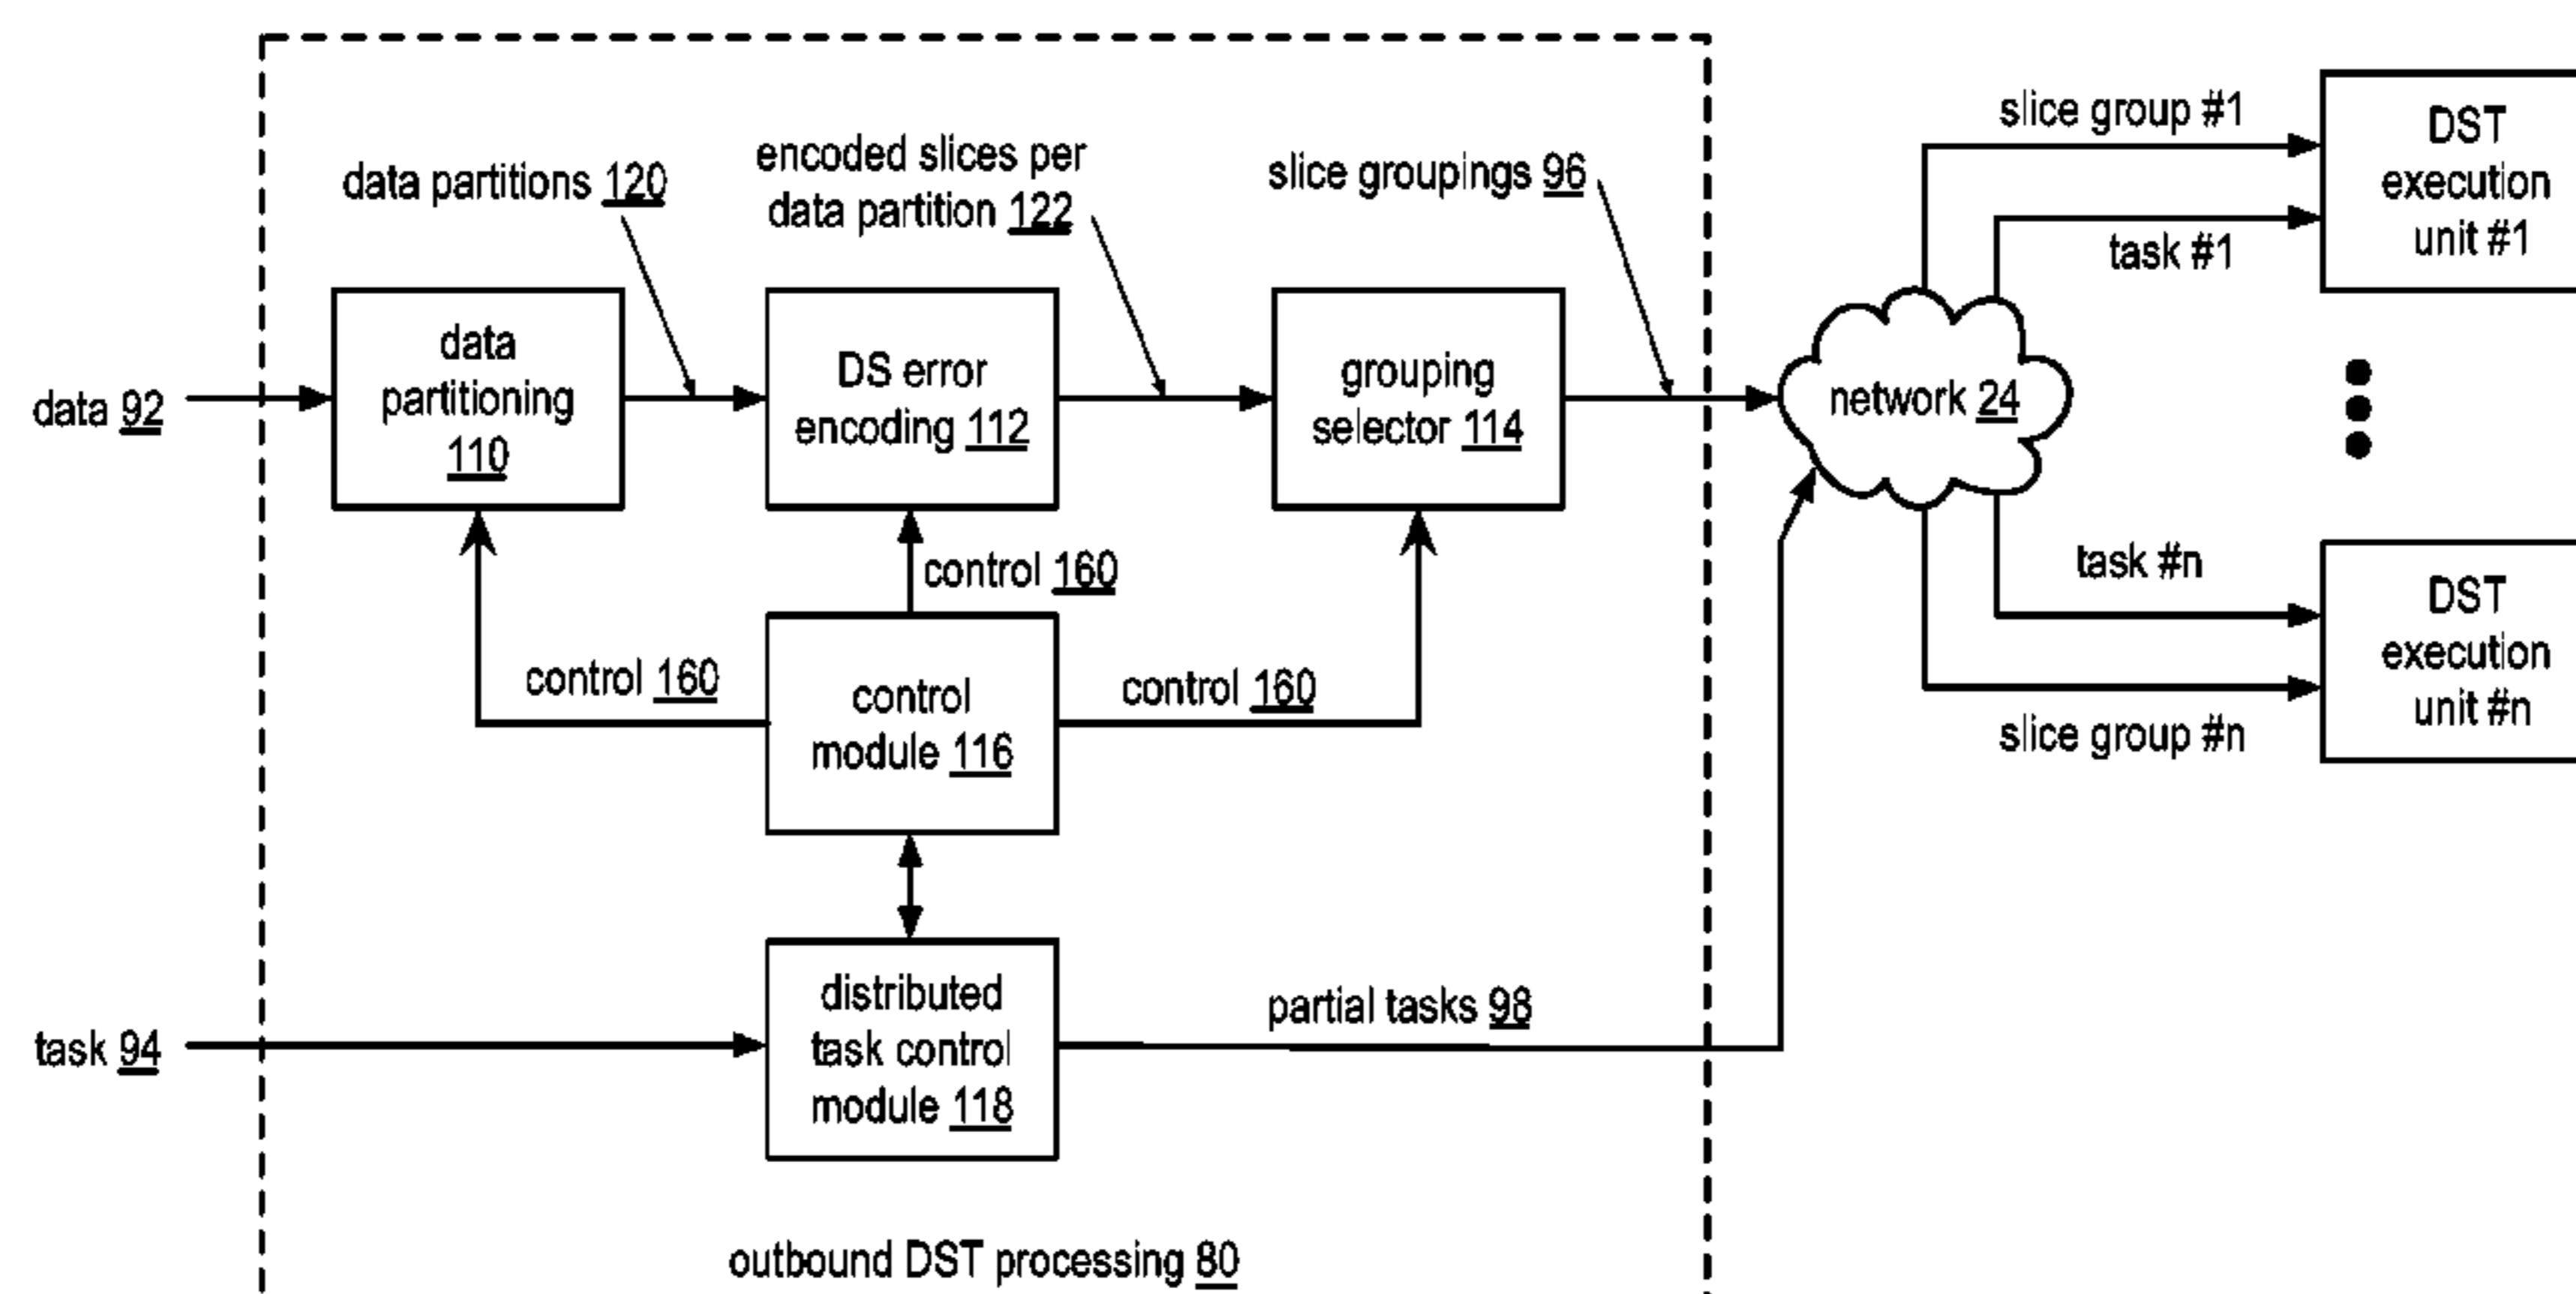 slice group #1
DST
execution
unit #1
task #1
encoded slices per
data partition 122
data partitions 120
slice groupings 96
data 92
data
partitioning
110
DS error
encoding 112
grouping
selector 114
network 24
control 160
control 160
control 160
control
module 116
task #n
DST
execution
unit #n
slice group #n
task 94
distributed
task control
module 118
partial tasks 98
outbound DST processing 80